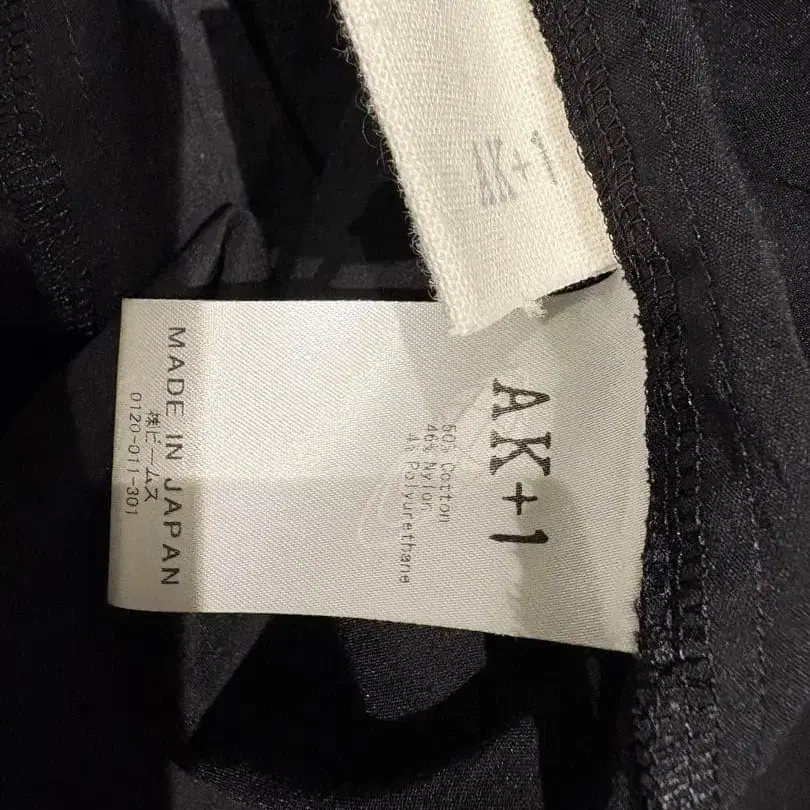 AK+1
AK+1
50% Cotton
46% Nylon
4% Polyurethane
MADE IN JAPAN
株ビームス
0120-011-301